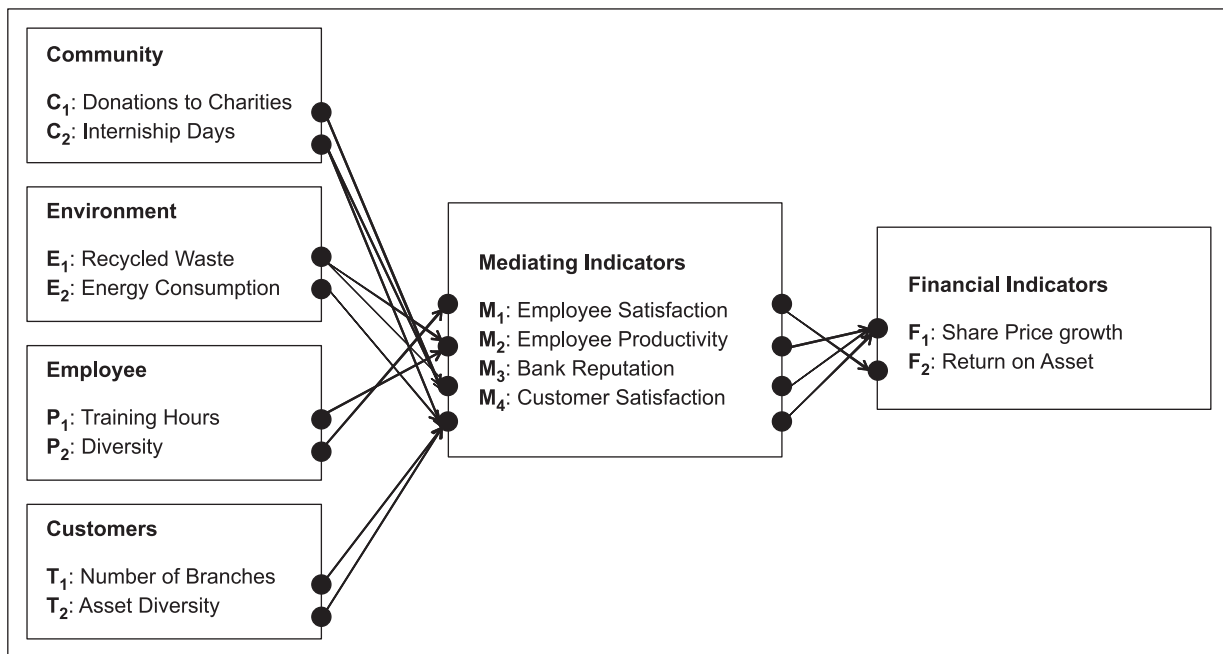 Community
C1: Donations to Charities
C2: Interniship Days
Environment
E1: Recycled Waste
E2: Energy Consumption
Employee
P1: Training Hours
P2: Diversity
Customers
T1: Number of Branches
T2: Asset Diversity
Mediating Indicators
M1: Employee Satisfaction
M2: Employee Productivity
M3: Bank Reputation
M4: Customer Satisfaction
Financial Indicators
F1: Share Price growth
F2: Return on Asset